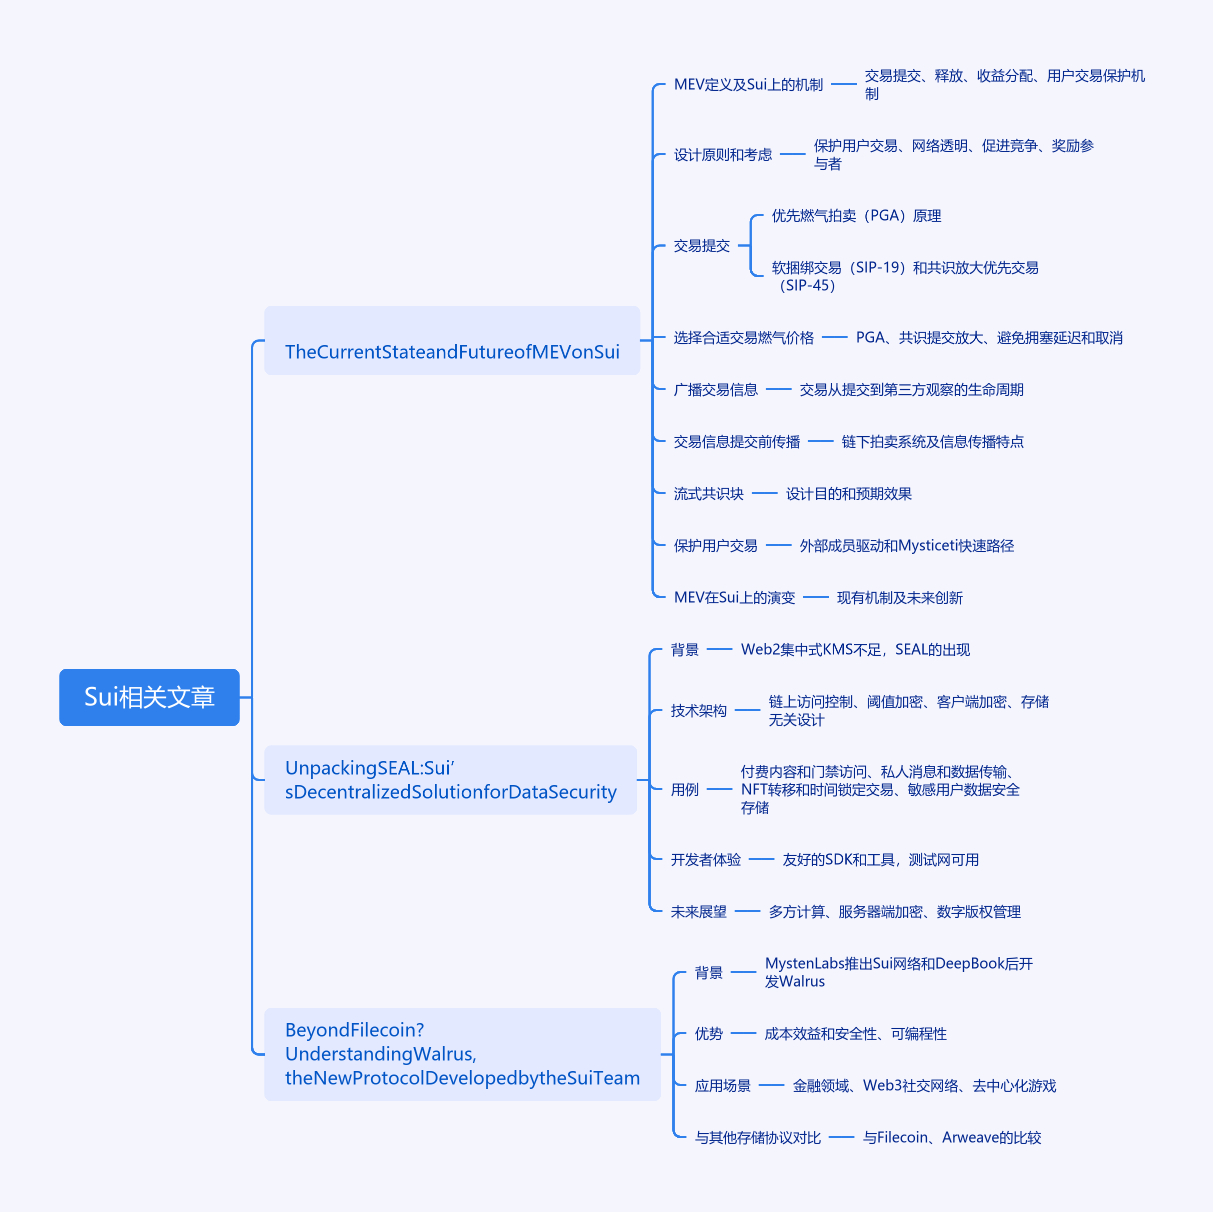 Sui相关文章
TheCurrentStateandFutureofMEVonSui
MEV定义及Sui上的机制
交易提交、释放、收益分配、用户交易保护机
制
设计原则和考虑
保护用户交易、网络透明、促进竞争、奖励参
与者
交易提交
优先燃气拍卖（PGA）原理
软捆绑交易（SIP-19）和共识放大优先交易
（SIP-45）
选择合适交易燃气价格
PGA、共识提交放大、避免拥塞延迟和取消
广播交易信息
交易从提交到第三方观察的生命周期
交易信息提交前传播
链下拍卖系统及信息传播特点
流式共识块
设计目的和预期效果
保护用户交易
外部成员驱动和Mysticeti快速路径
MEV在Sui上的演变
现有机制及未来创新
UnpackingSEAL:Sui’
sDecentralizedSolutionforDataSecurity
背景
Web2集中式KMS不足，SEAL的出现
技术架构
链上访问控制、阈值加密、客户端加密、存储
无关设计
用例
付费内容和门禁访问、私人消息和数据传输、
NFT转移和时间锁定交易、敏感用户数据安全
存储
开发者体验
友好的SDK和工具，测试网可用
未来展望
多方计算、服务器端加密、数字版权管理
BeyondFilecoin?
UnderstandingWalrus,
theNewProtocolDevelopedbytheSuiTeam
背景
MystenLabs推出Sui网络和DeepBook后开
发Walrus
优势
成本效益和安全性、可编程性
应用场景
金融领域、Web3社交网络、去中心化游戏
与其他存储协议对比
与Filecoin、Arweave的比较